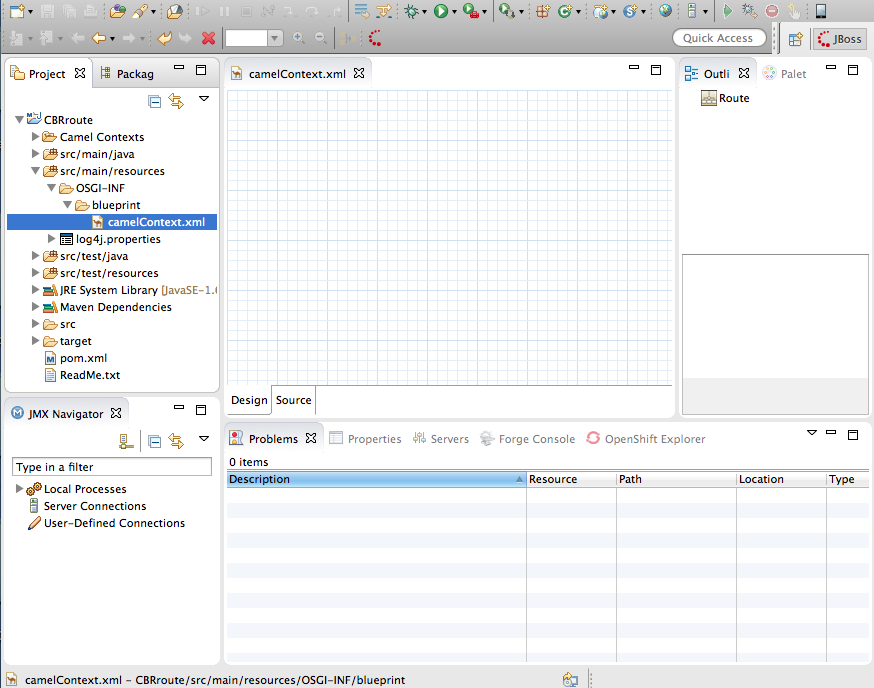 Quick Access
JBoss
Project
Packag
CBRroute
Camel Contexts
src/main/java
src/main/resources
OSGI-INF
blueprint
camelContext.xml
log4j.properties
src/test/java
src/test/resources
JRE System Library [JavaSE-1.6
Maven Dependencies
src
target
pom.xml
ReadMe.txt
camelContext.xml
Design
Source
Outli
Palet
Route
JMX Navigator
Type in a filter
Local Processes
Server Connections
User-Defined Connections
Problems
Properties
Servers
Forge Console
OpenShift Explorer
0 items
Description
Resource
Path
Location
Type
camelContext.xml – CBRroute/src/main/resources/OSGI-INF/blueprint